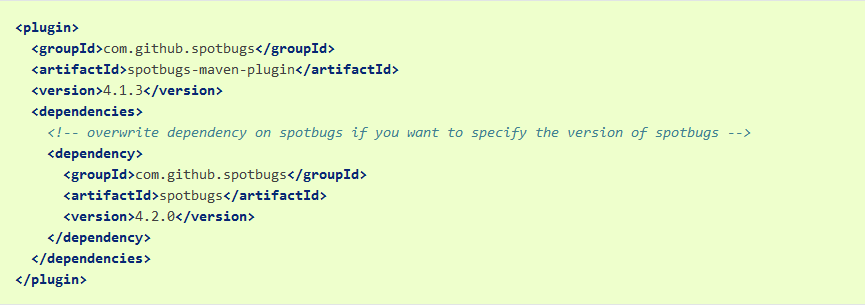 <plugin>
  <groupId>com.github.spotbugs</groupId>
  <artifactId>spotbugs-maven-plugin</artifactId>
  <version>4.1.3</version>
  <dependencies>
    <!-- overwrite dependency on spotbugs if you want to specify the version of spotbugs -->
    <dependency>
      <groupId>com.github.spotbugs</groupId>
      <artifactId>spotbugs</artifactId>
      <version>4.2.0</version>
    </dependency>
  </dependencies>
</plugin>